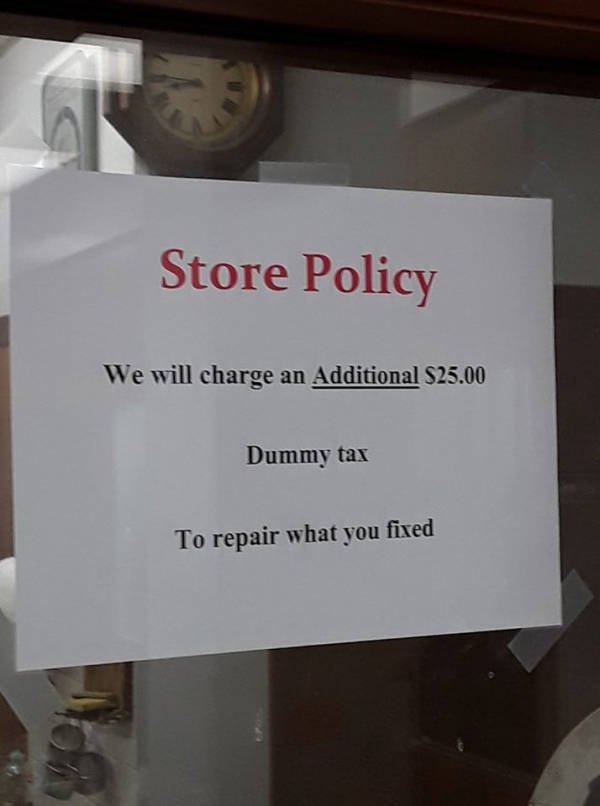 Store Policy
We will charge an Additional $25.00
Dummy tax
To repair what you fixed